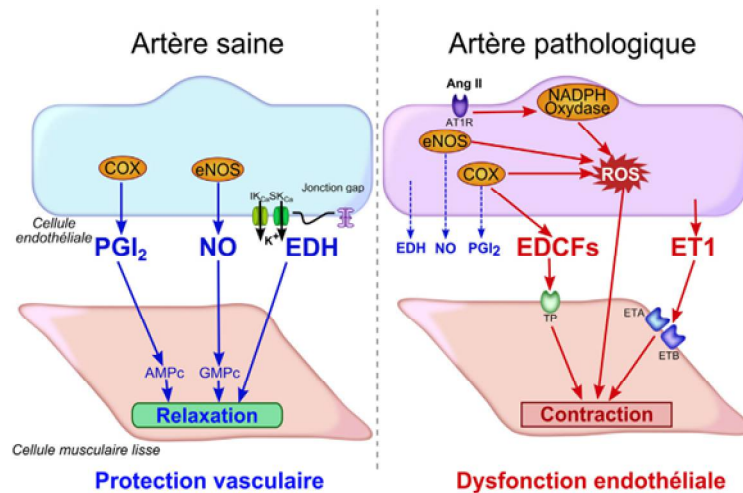 Artère saine
COX
eNOS
IKCaSKCa
Jonction gap
Cellule
endothéliale
K+
PGI2
NO
EDH
AMPc
GMPc
Relaxation
Cellule musculaire lisse
Protection vasculaire
Artère pathologique
Ang II
AT1R
NADPH
Oxydase
eNOS
COX
ROS
EDH
NO
PGI2
EDCFs
ET1
TP
ETA
ETB
Contraction
Dysfonction endothéliale